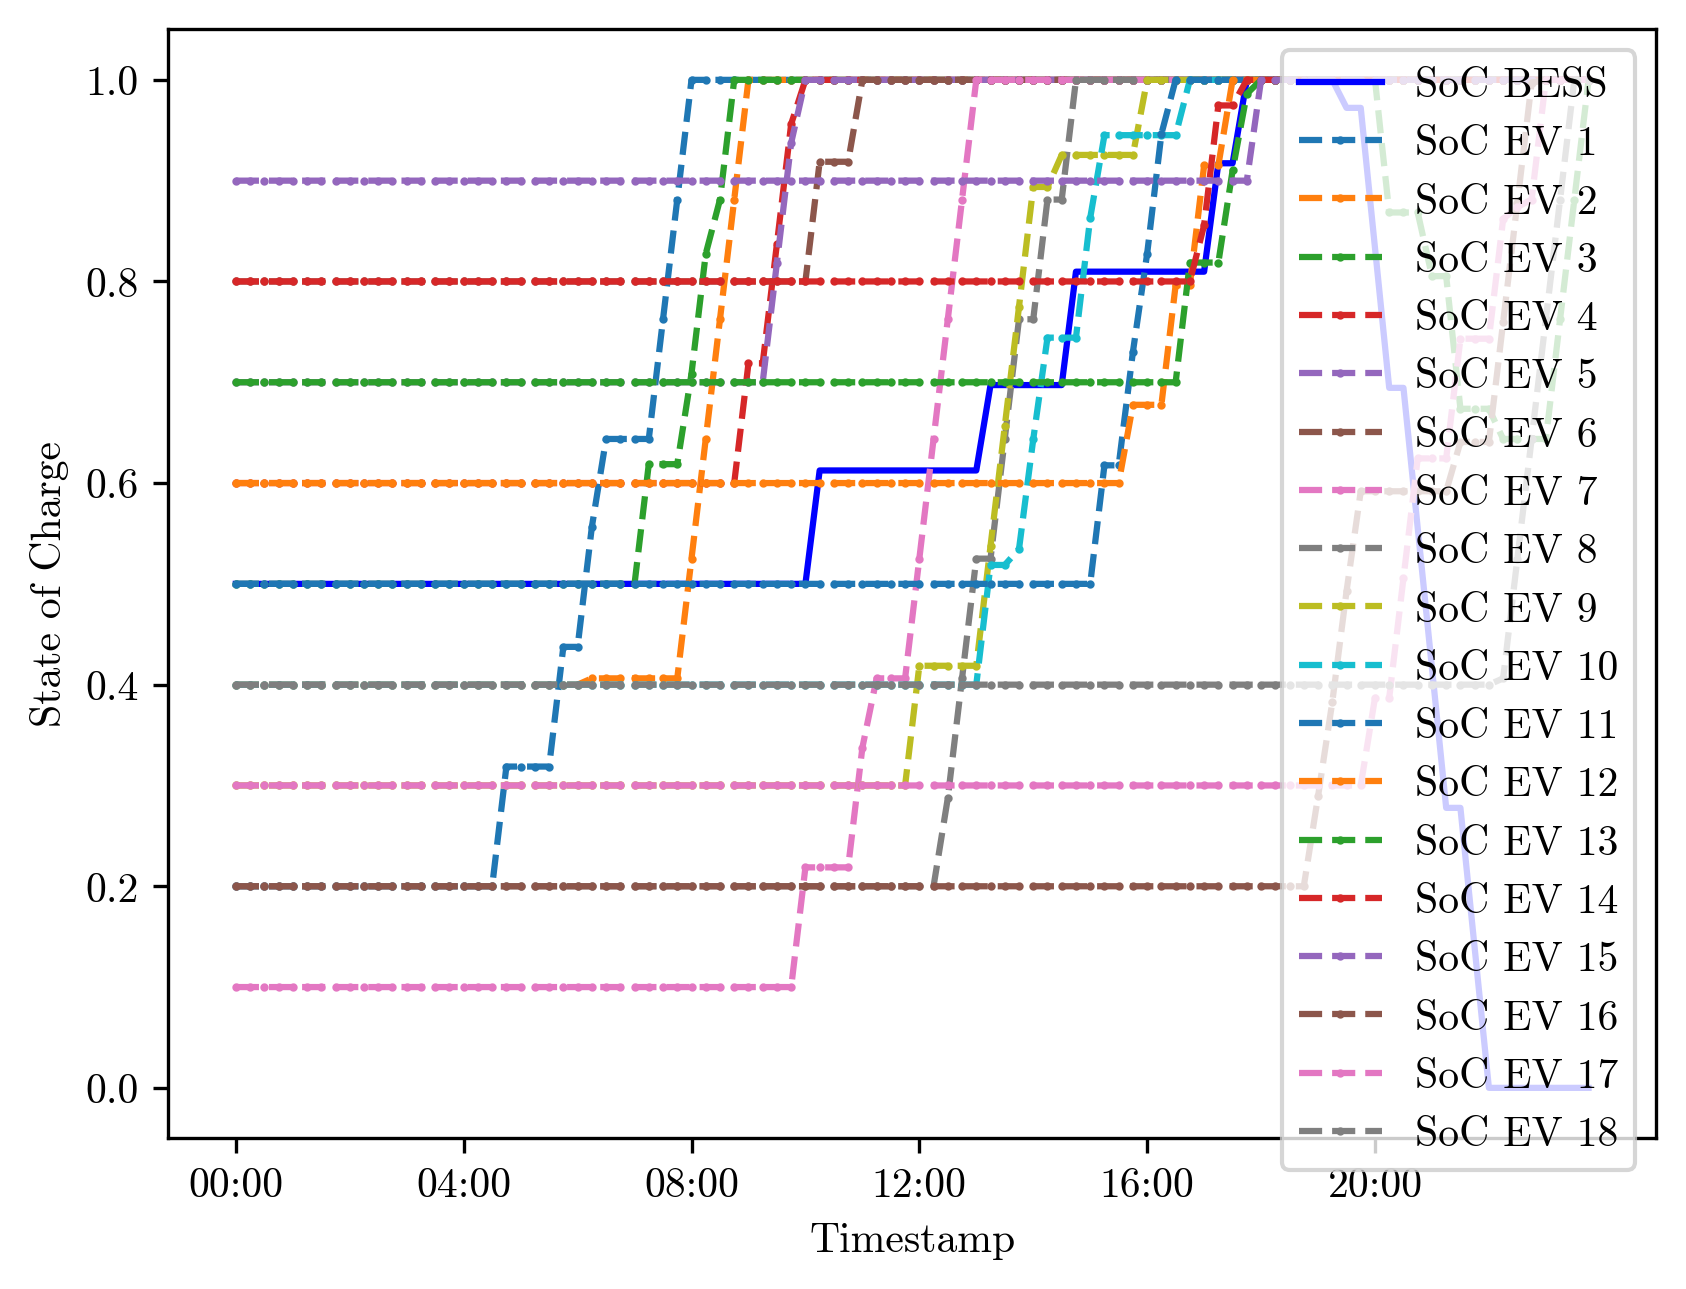 1.0
0.8
0.6
0.4
0.2
0.0
State of Charge
00:00
04:00
08:00
12:00
16:00
20:00
Timestamp
SoC BESS
SoC EV 1
SoC EV 2
SoC EV 3
SoC EV 4
SoC EV 5
SoC EV 6
SoC EV 7
SoC EV 8
SoC EV 9
SoC EV 10
SoC EV 11
SoC EV 12
SoC EV 13
SoC EV 14
SoC EV 15
SoC EV 16
SoC EV 17
SoC EV 18